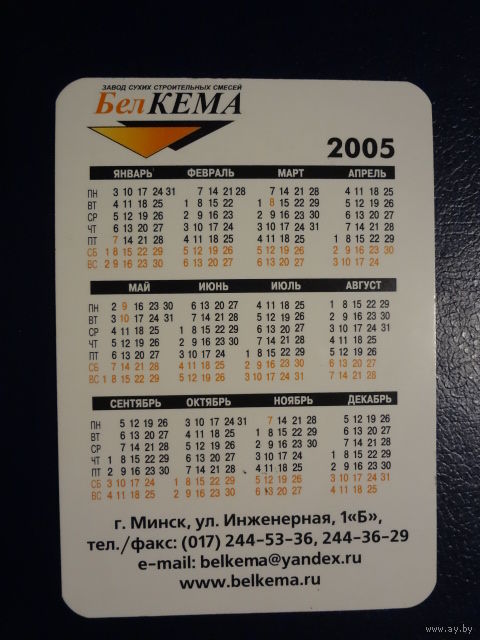 ЗАВОД СУХИХ СТРОИТЕЛЬНЫХ СМЕСЕЙ
БелКЕМА
2005
ЯНВАРЬ ФЕВРАЛЬ МАРТ АПРЕЛЬ
ПН 3 10 17 24 31 7 14 21 28 7 14 21 28 4 11 18 25
ВТ 4 11 18 25 1 8 15 22 1 8 15 22 29 5 12 19 26
СР 5 12 19 26 2 9 16 23 2 9 16 23 30 6 13 20 27
ЧТ 6 13 20 27 3 10 17 24 3 10 17 24 31 7 14 21 28
ПТ 7 14 21 28 4 11 18 25 4 11 18 25 1 8 15 22 29
СБ 1 8 15 22 29 5 12 19 26 5 12 19 26 2 9 16 23 30
ВС 2 9 16 23 30 6 13 20 27 6 13 20 27 3 10 17 24
МАЙ ИЮНЬ ИЮЛЬ АВГУСТ
ПН 2 9 16 23 30 6 13 20 27 4 11 18 25 1 8 15 22 29
ВТ 3 10 17 24 31 7 14 21 28 5 12 19 26 2 9 16 23 30
СР 4 11 18 25 1 8 15 22 29 6 13 20 27 3 10 17 24 31
ЧТ 5 12 19 26 2 9 16 23 30 7 14 21 28 4 11 18 25
ПТ 6 13 20 27 3 10 17 24 1 8 15 22 29 5 12 19 26
СБ 7 14 21 28 4 11 18 25 2 9 16 23 30 6 13 20 27
ВС 1 8 15 22 29 5 12 19 26 3 10 17 24 31 7 14 21 28
СЕНТЯБРЬ ОКТЯБРЬ НОЯБРЬ ДЕКАБРЬ
ПН 5 12 19 26 3 10 17 24 31 7 14 21 28 5 12 19 26
ВТ 6 13 20 27 4 11 18 25 1 8 15 22 29 6 13 20 27
СР 7 14 21 28 5 12 19 26 2 9 16 23 30 7 14 21 28
ЧТ 1 8 15 22 29 6 13 20 27 3 10 17 24 1 8 15 22 29
ПТ 2 9 16 23 30 7 14 21 28 4 11 18 25 2 9 16 23 30
СБ 3 10 17 24 1 8 15 22 29 5 12 19 26 3 10 17 24 31
ВС 4 11 18 25 2 9 16 23 30 6 13 20 27 4 11 18 25
г. Минск, ул. Инженерная, 1«Б»,
тел./факс: (017) 244-53-36, 244-36-29
e-mail: belkema@yandex.ru
www.belkema.ru
www.ay.by